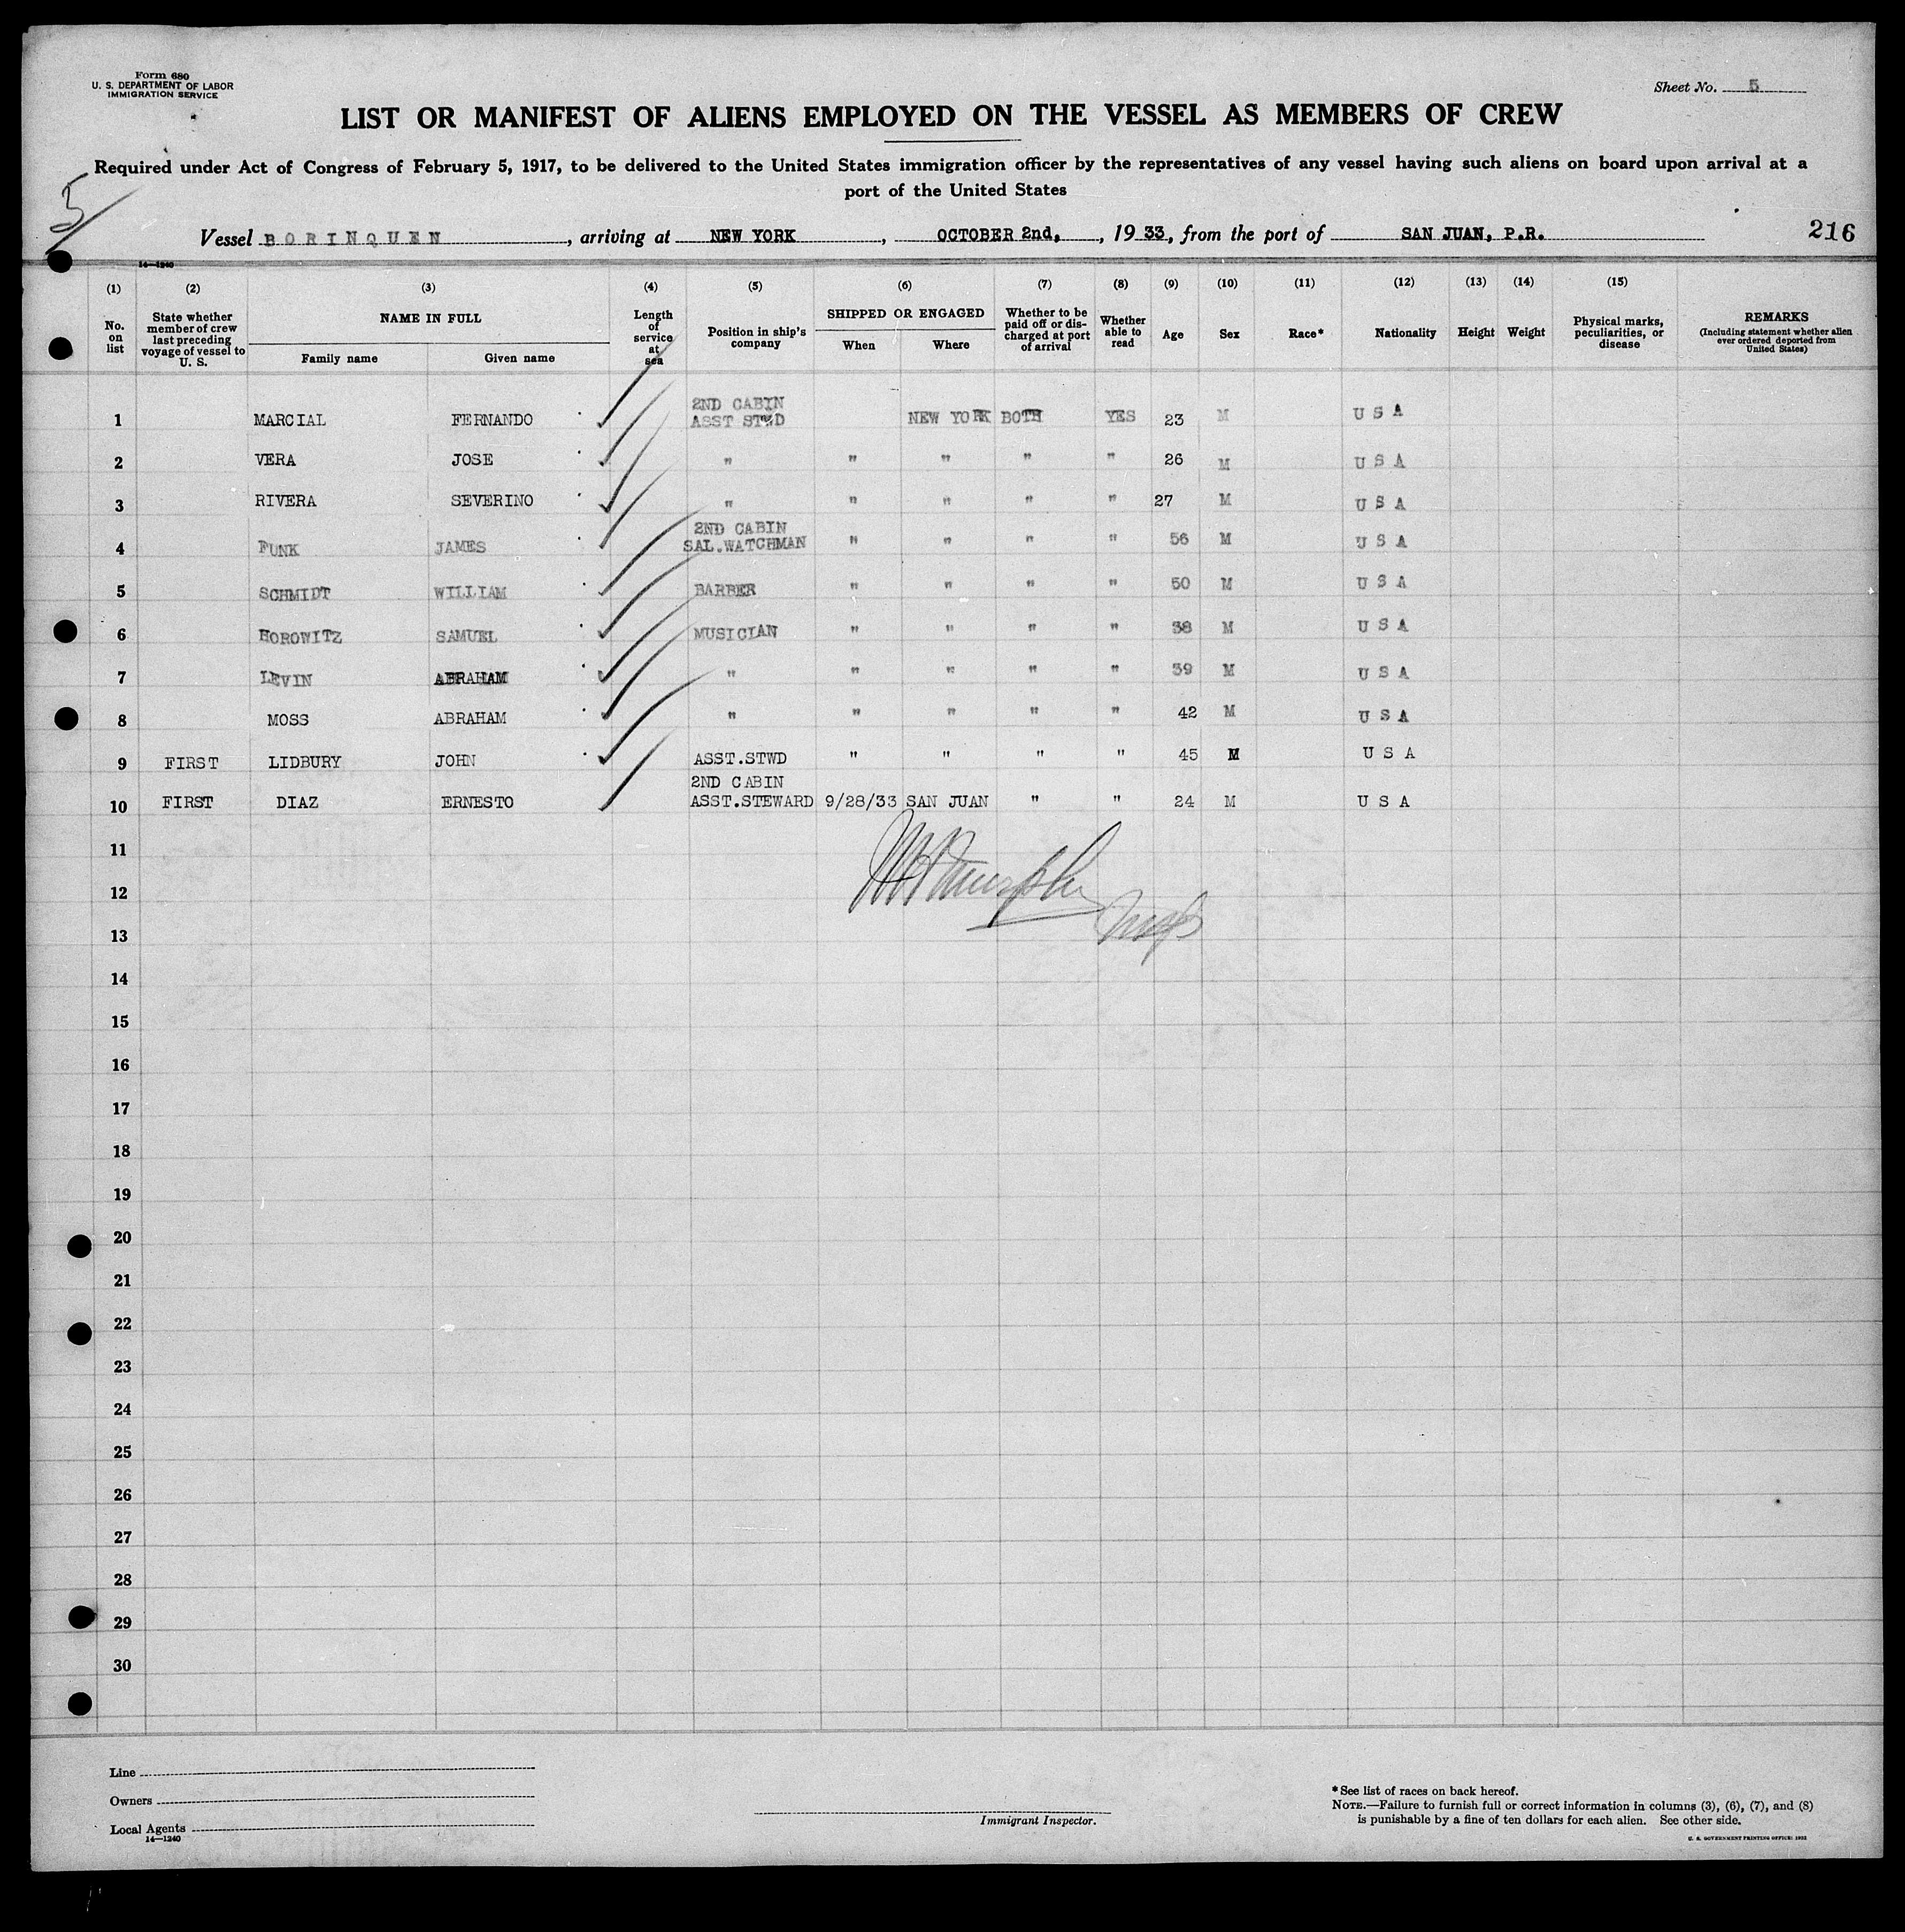 Form 680
U. S. DEPARTMENT OF LABOR
IMMIGRATION SERVICE
Sheet No. 5
LIST OR MANIFEST OF ALIENS EMPLOYED ON THE VESSEL AS MEMBERS OF CREW
Required under Act of Congress of February 5, 1917, to be delivered to the United States immigration officer by the representatives of any vessel having such aliens on board upon arrival at a
port of the United States
5
Vessel BORINQUEN, arriving at NEW YORK, OCTOBER 2nd, , 19 33, from the port of SAN JUAN, P.R.
216
14—1240
(1) (2) (3) (4) (5) (6) (7) (8) (9) (10) (11) (12) (13) (14) (15)
No. on list
State whether member of crew last preceding voyage of vessel to U. S.
NAME IN FULL
Family name
Given name
Length of service at sea
Position in ship's company
SHIPPED OR ENGAGED
When
Where
Whether to be paid off or discharged at port of arrival
Whether able to read
Age
Sex
Race*
Nationality
Height
Weight
Physical marks, peculiarities, or disease
REMARKS
(Including statement whether alien ever ordered deported from United States)
2ND CABIN
1 MARCIAL FERNANDO ASST STWD NEW YORK BOTH YES 23 M U S A
2 VERA JOSE " " " " " 26 M U S A
3 RIVERA SEVERINO " " " " " 27 M U S A
2ND CABIN
4 FUNK JAMES SAL.WATCHMAN " " " " 56 M U S A
5 SCHMIDT WILLIAM BARBER " " " " 50 M U S A
6 HOROWITZ SAMUEL MUSICIAN " " " " 38 M U S A
7 LEVIN ABRAHAM " " " " " 39 M U S A
8 MOSS ABRAHAM " " " " " 42 M U S A
9 FIRST LIDBURY JOHN ASST.STWD " " " " 45 M U S A
2ND CABIN
10 FIRST DIAZ ERNESTO ASST.STEWARD 9/28/33 SAN JUAN " " 24 M U S A
11
12
13
14
15
16
17
18
19
20
21
22
23
24
25
26
27
28
29
30
Line
Owners
Local Agents
14—1240
Immigrant Inspector.
*See list of races on back hereof.
NOTE.—Failure to furnish full or correct information in columns (3), (6), (7), and (8)
is punishable by a fine of ten dollars for each alien. See other side.
U. S. GOVERNMENT PRINTING OFFICE: 1932